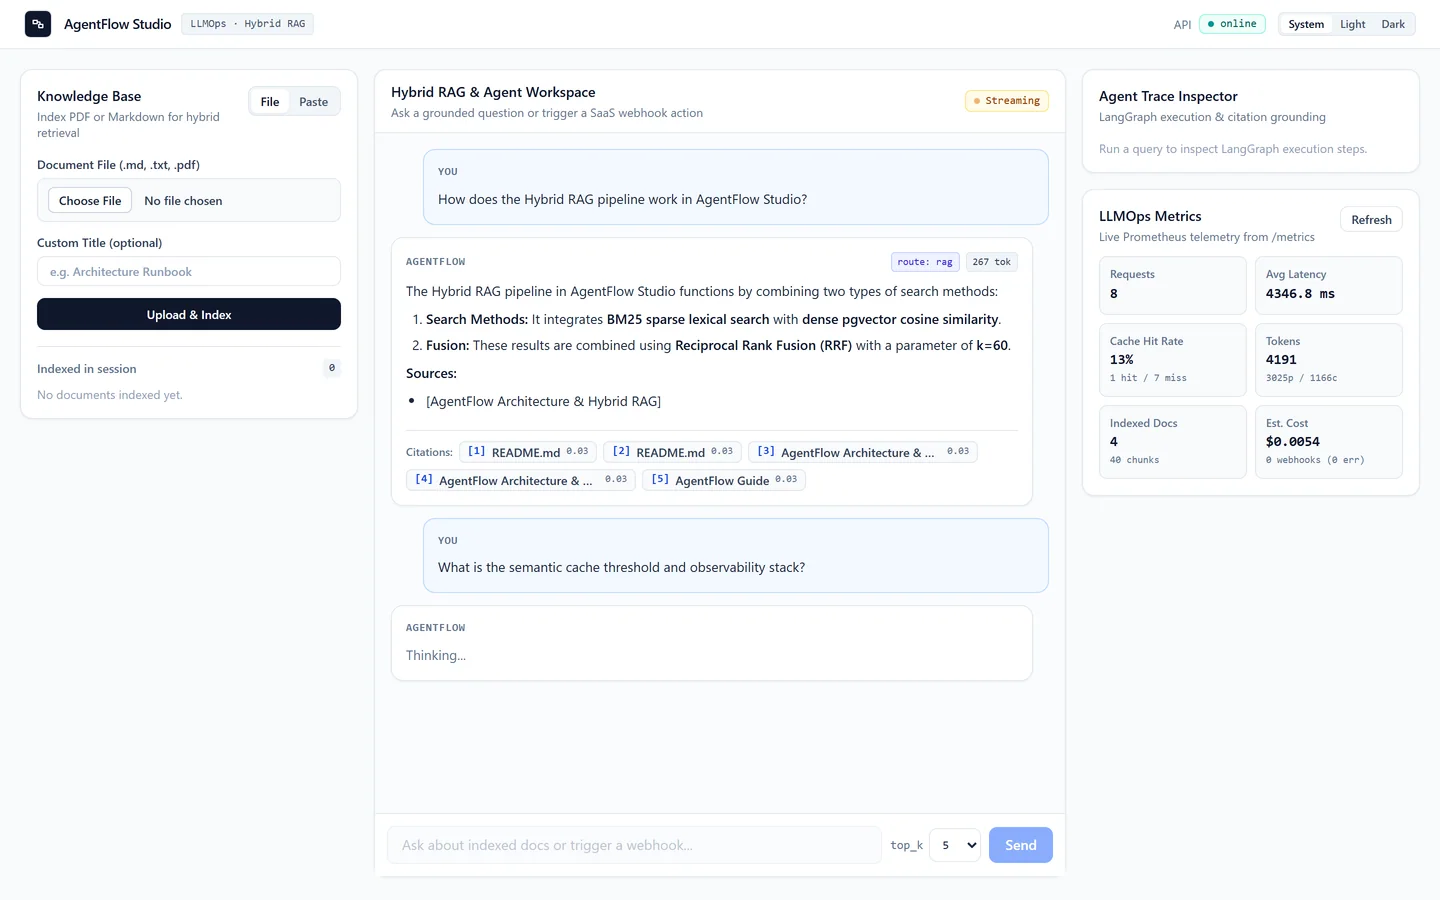 AgentFlow Studio
LLMOps · Hybrid RAG
API
online
System
Light
Dark
Knowledge Base
Index PDF or Markdown for hybrid
retrieval
File
Paste
Document File (.md, .txt, .pdf)
Choose File
No file chosen
Custom Title (optional)
e.g. Architecture Runbook
Upload & Index
Indexed in session
0
No documents indexed yet.
Hybrid RAG & Agent Workspace
Ask a grounded question or trigger a SaaS webhook action
Streaming
YOU
How does the Hybrid RAG pipeline work in AgentFlow Studio?
AGENTFLOW
route: rag
267 tok
The Hybrid RAG pipeline in AgentFlow Studio functions by combining two types of search methods:
1. Search Methods: It integrates BM25 sparse lexical search with dense pgvector cosine similarity.
2. Fusion: These results are combined using Reciprocal Rank Fusion (RRF) with a parameter of k=60.
Sources:
• [AgentFlow Architecture & Hybrid RAG]
Citations: [1] README.md 0.03 [2] README.md 0.03 [3] AgentFlow Architecture & ... 0.03
[4] AgentFlow Architecture & ... 0.03 [5] AgentFlow Guide 0.03
YOU
What is the semantic cache threshold and observability stack?
AGENTFLOW
Thinking...
Ask about indexed docs or trigger a webhook...
top_k
5
Send
Agent Trace Inspector
LangGraph execution & citation grounding
Run a query to inspect LangGraph execution steps.
LLMOps Metrics
Live Prometheus telemetry from /metrics
Refresh
Requests
8
Avg Latency
4346.8 ms
Cache Hit Rate
13%
1 hit / 7 miss
Tokens
4191
3025p / 1166c
Indexed Docs
4
40 chunks
Est. Cost
$0.0054
0 webhooks (0 err)